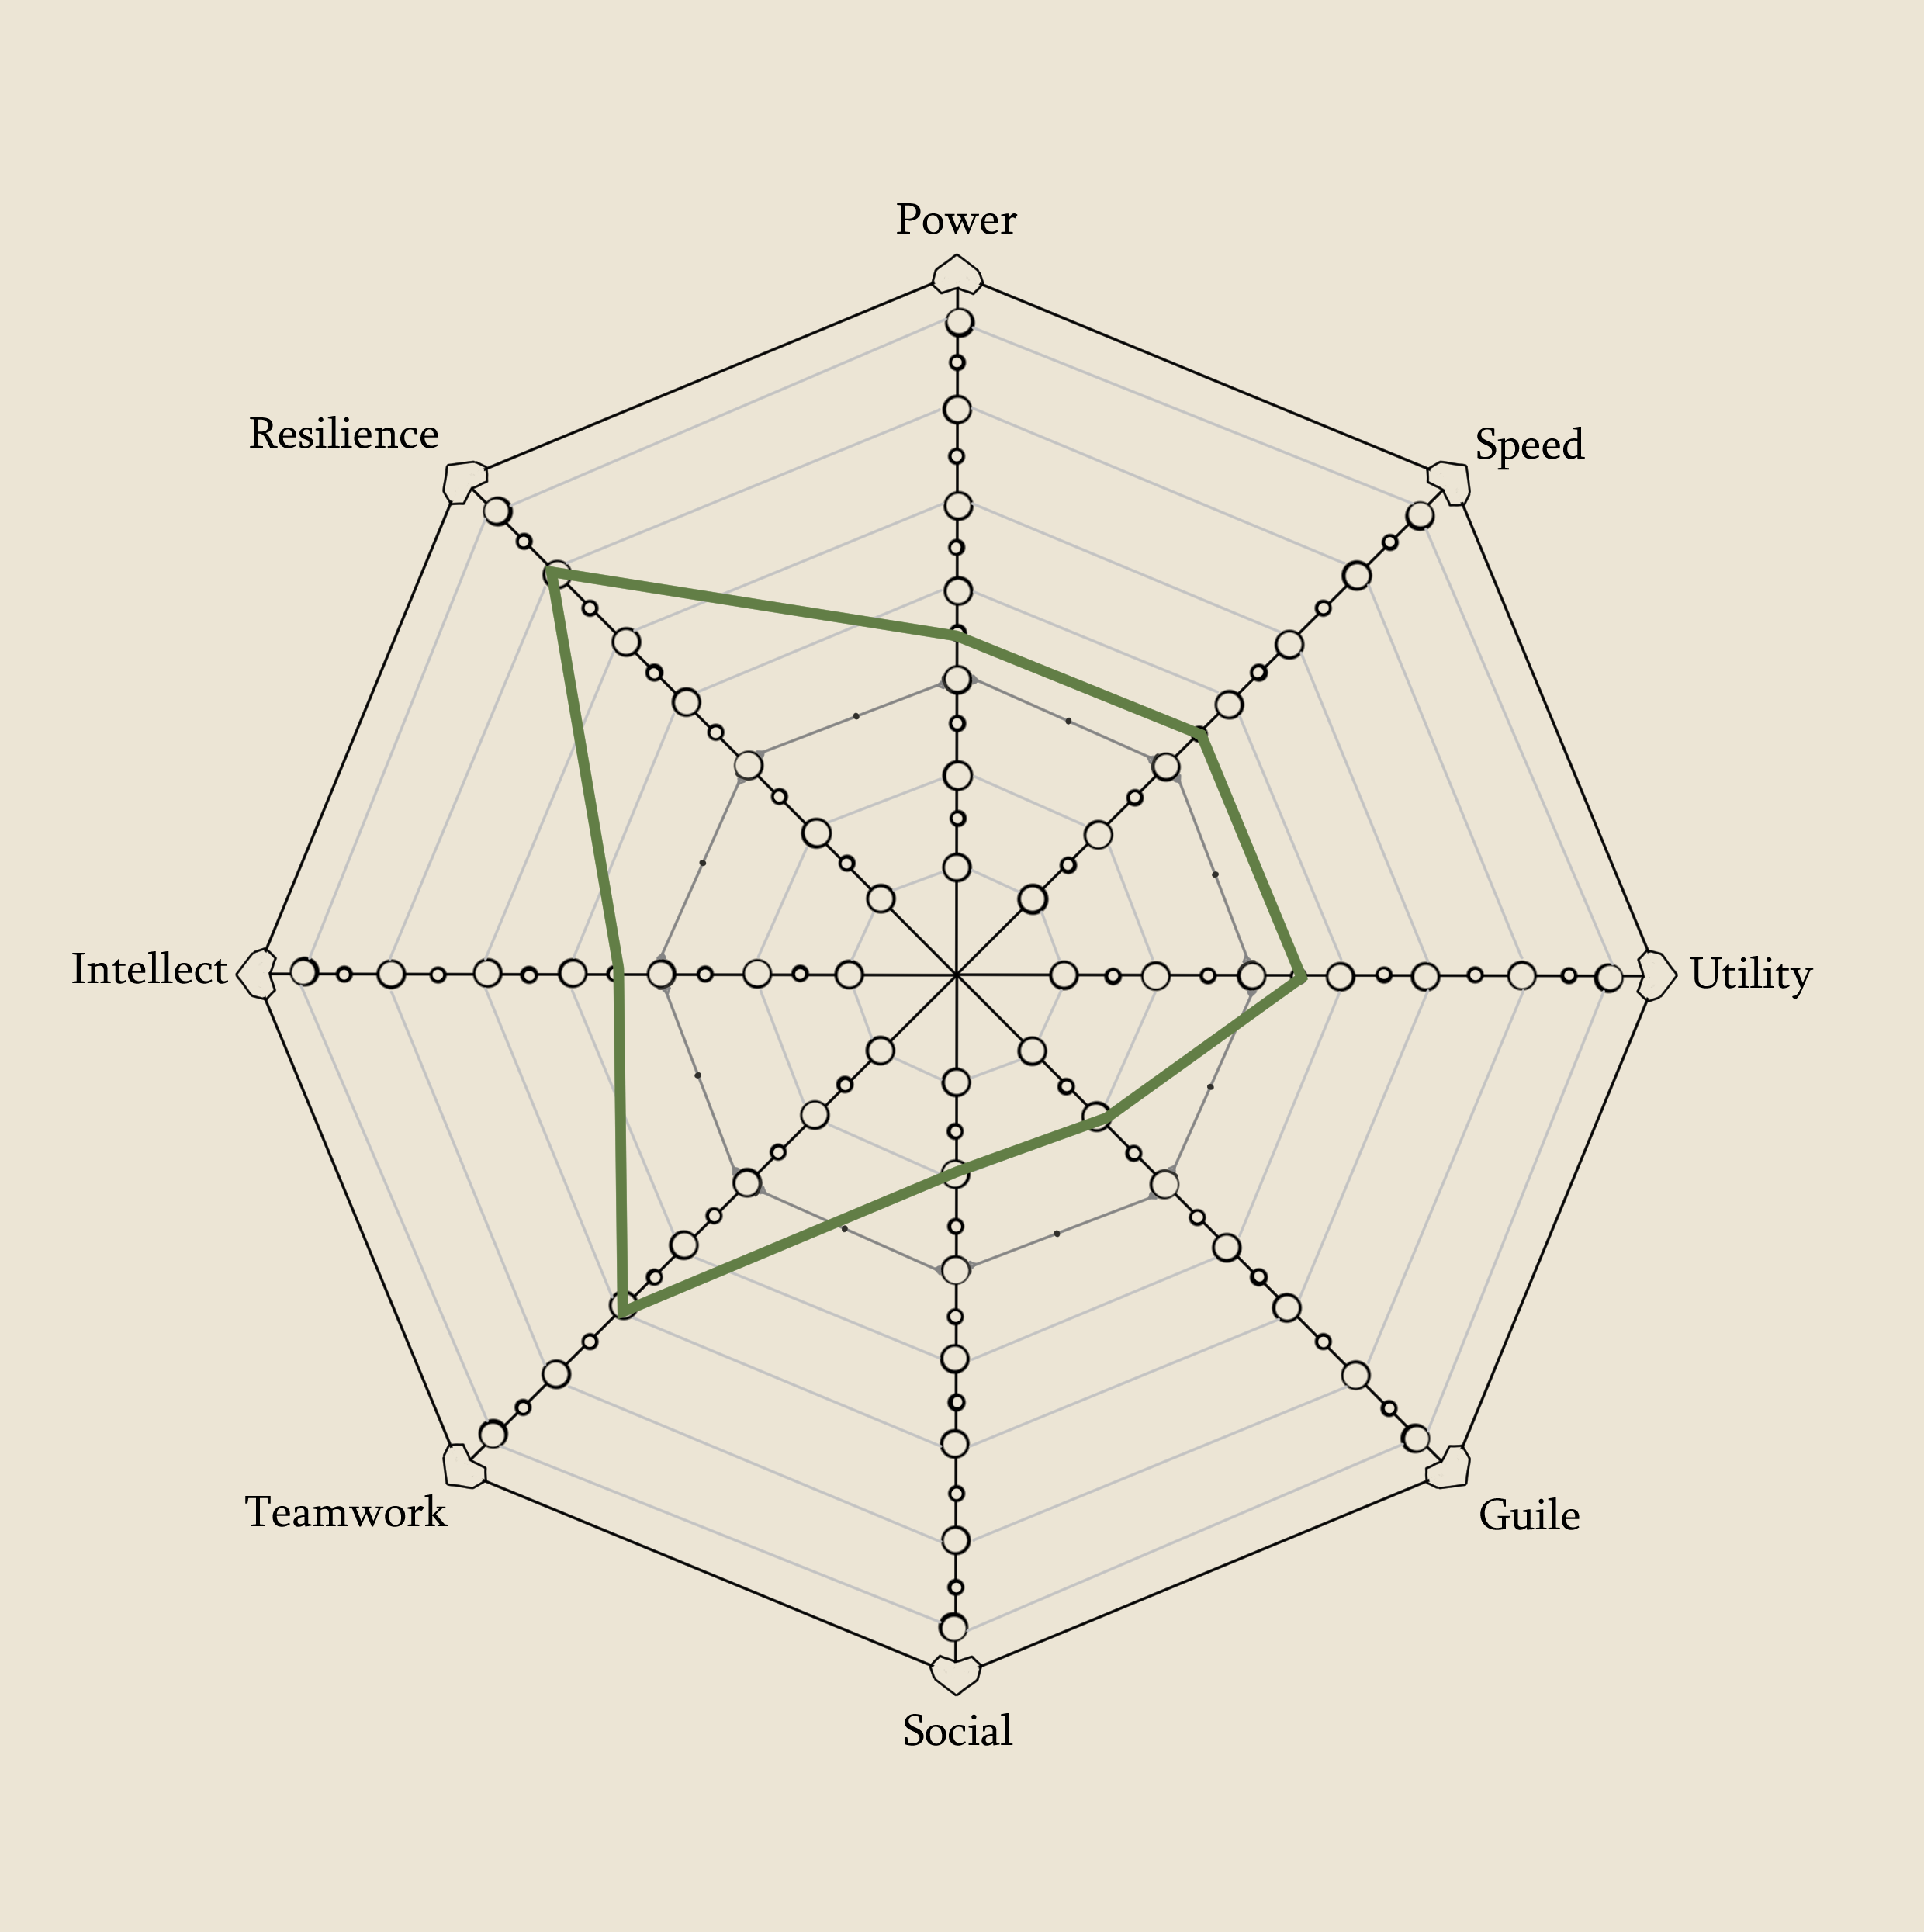 Power
Speed
Resilience
Intellect
Utility
Teamwork
Guile
Social